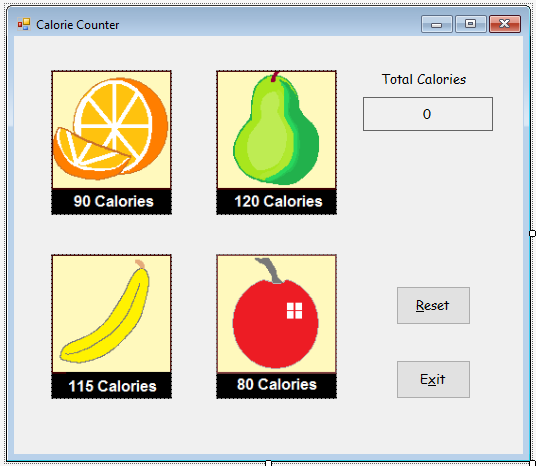 Calorie Counter
Total Calories
0
90 Calories
120 Calories
115 Calories
80 Calories
Reset
Exit